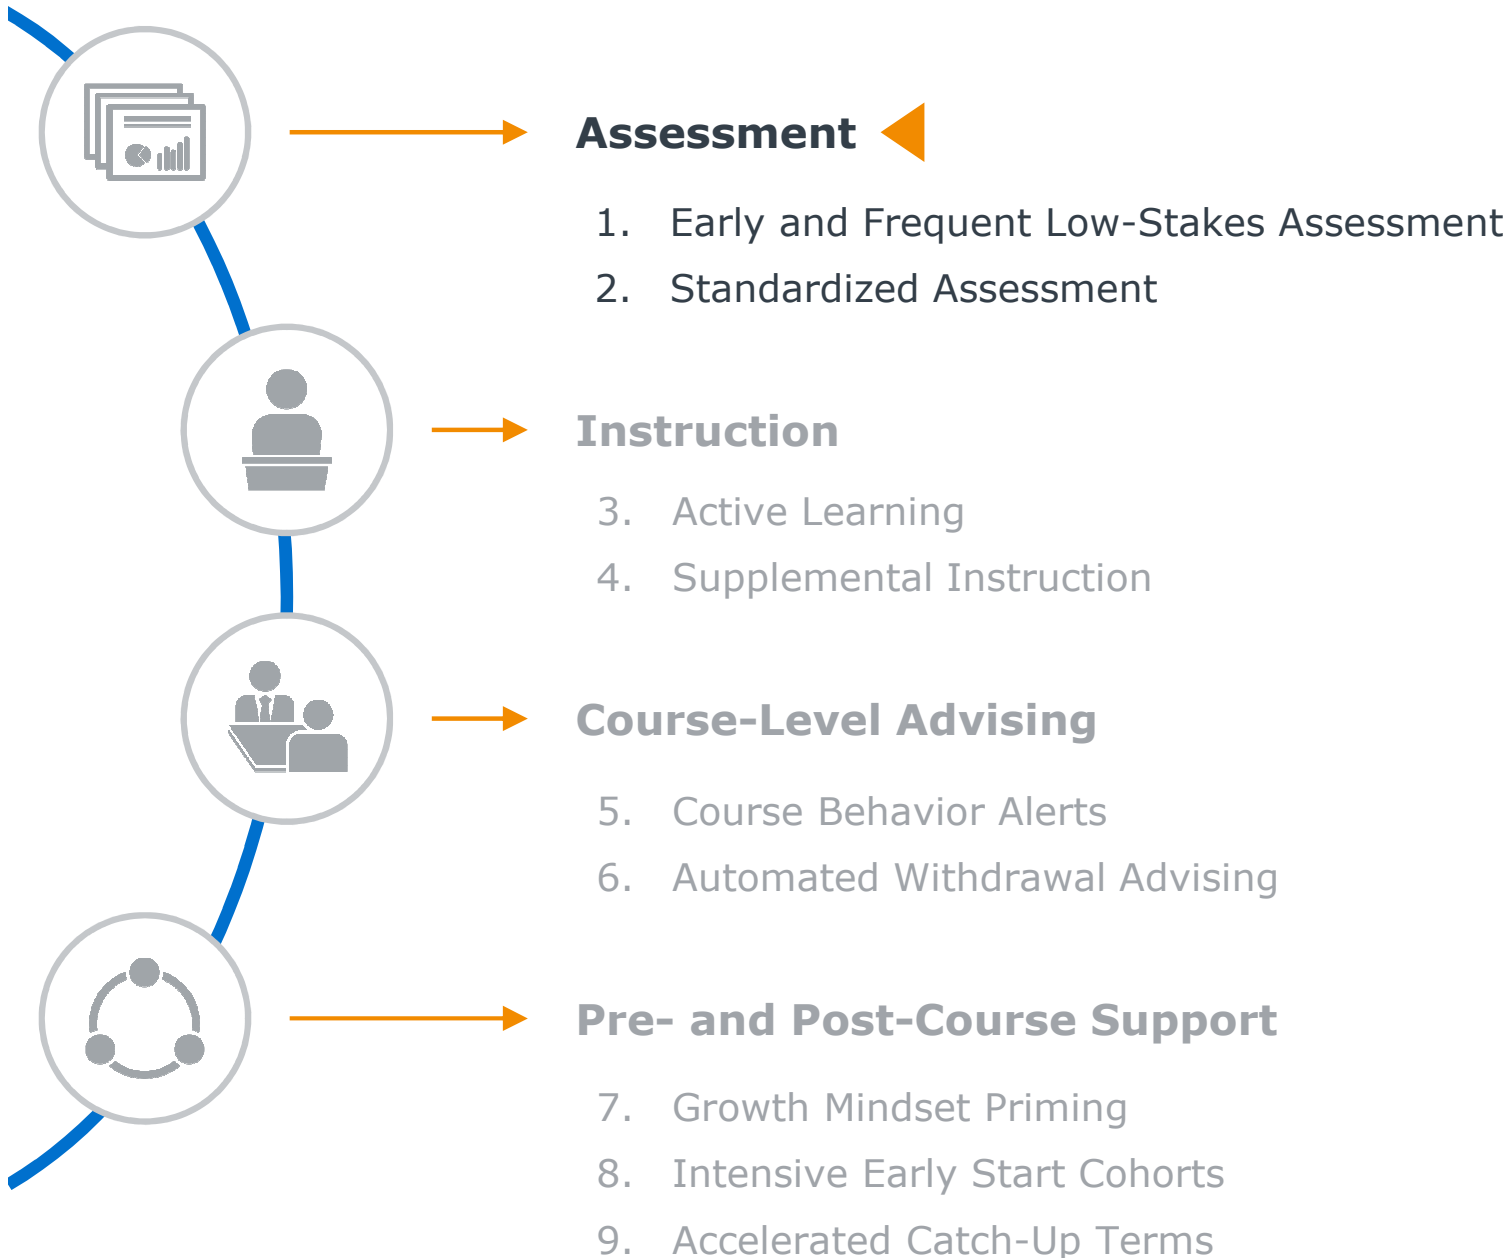 Assessment
1. Early and Frequent Low-Stakes Assessment
2. Standardized Assessment
Instruction
3. Active Learning
4. Supplemental Instruction
Course-Level Advising
5. Course Behavior Alerts
6. Automated Withdrawal Advising
Pre- and Post-Course Support
7. Growth Mindset Priming
8. Intensive Early Start Cohorts
9. Accelerated Catch-Up Terms